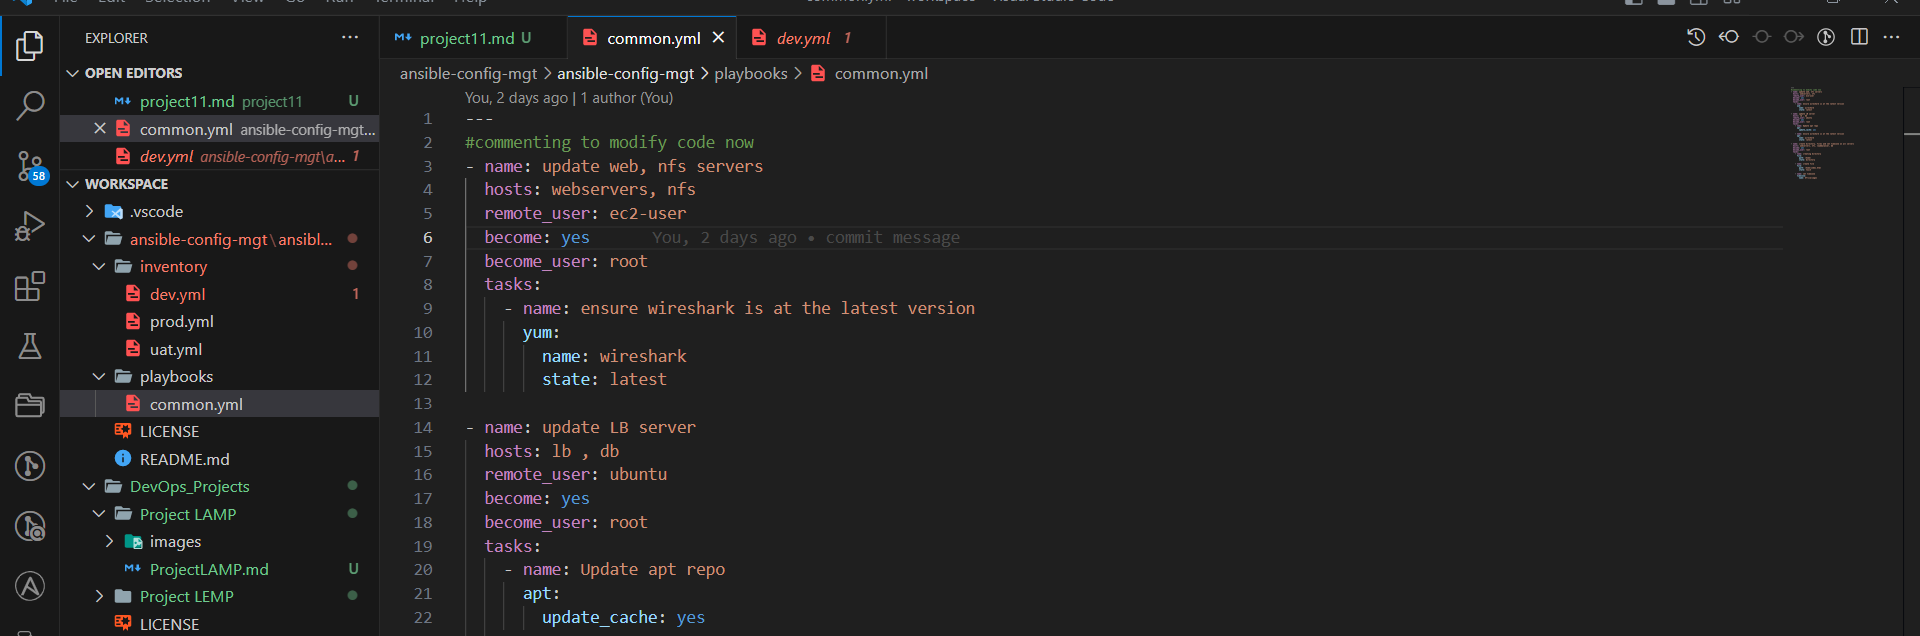 File Edit Selection View Go Run Terminal Help
EXPLORER
OPEN EDITORS
project11.md project11 U
common.yml ansible-config-mgt...
dev.yml ansible-config-mgt\a... 1
WORKSPACE
.vscode
ansible-config-mgt\ansibl...
inventory
dev.yml 1
prod.yml
uat.yml
playbooks
common.yml
LICENSE
README.md
DevOps_Projects
Project LAMP
images
ProjectLAMP.md U
Project LEMP
LICENSE
58
project11.md U
common.yml
dev.yml 1
ansible-config-mgt > ansible-config-mgt > playbooks > common.yml
You, 2 days ago | 1 author (You)
1 ---
2 #commenting to modify code now
3 - name: update web, nfs servers
4 hosts: webservers, nfs
5 remote_user: ec2-user
6 become: yes You, 2 days ago • commit message
7 become_user: root
8 tasks:
9 - name: ensure wireshark is at the latest version
10 yum:
11 name: wireshark
12 state: latest
13
14 - name: update LB server
15 hosts: lb , db
16 remote_user: ubuntu
17 become: yes
18 become_user: root
19 tasks:
20 - name: Update apt repo
21 apt:
22 update_cache: yes